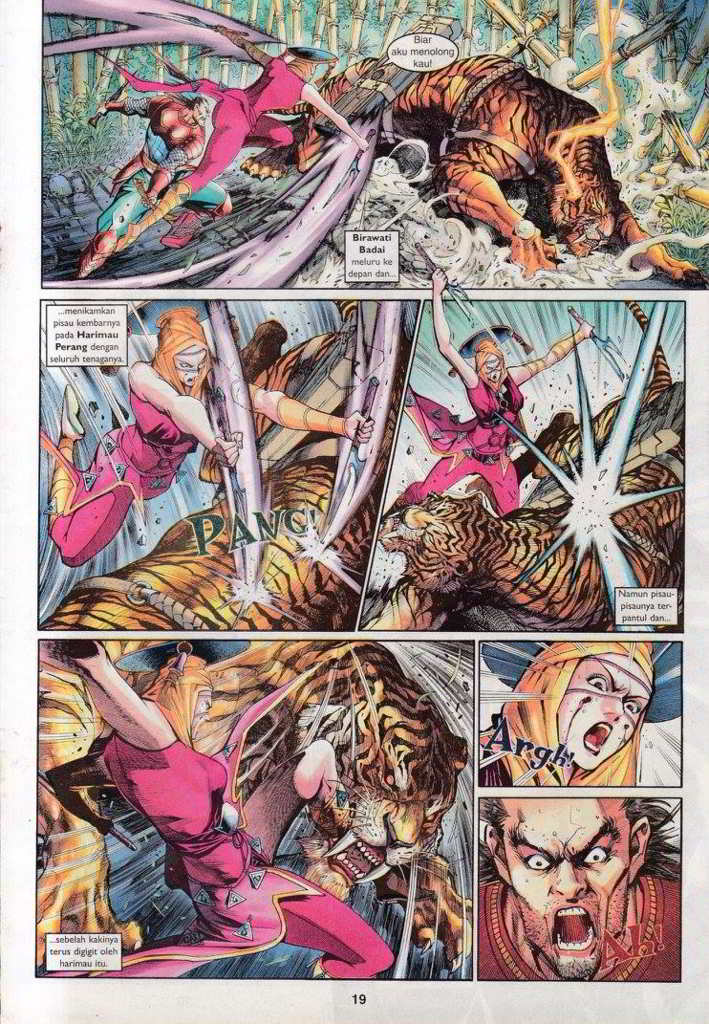 Biar
aku menolong
kau!
Birawati
Badai
meluru ke
depan dan...
...menikamkan
pisau kembarnya
pada Harimau
Perang dengan
seluruh tenaganya.
PANG!
Namun pisau-
pisaunya ter-
pantul dan...
...sebelah kakinya
terus digigit oleh
harimau itu.
Argh!
Ah!
19